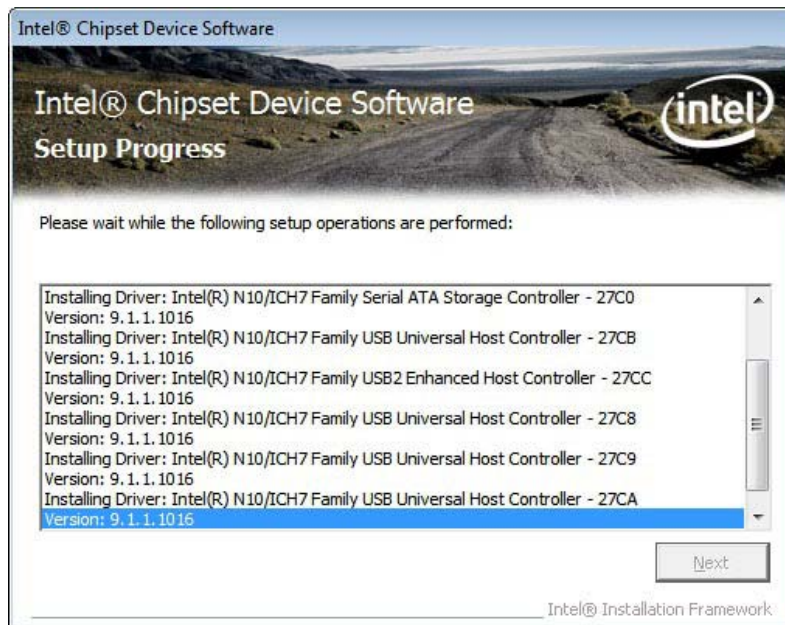 Intel® Chipset Device Software
Intel® Chipset Device Software
intel
Setup Progress
Please wait while the following setup operations are performed:
Installing Driver: Intel(R) N10/ICH7 Family Serial ATA Storage Controller - 27C0
Version: 9.1.1.1016
Installing Driver: Intel(R) N10/ICH7 Family USB Universal Host Controller - 27CB
Version: 9.1.1.1016
Installing Driver: Intel(R) N10/ICH7 Family USB2 Enhanced Host Controller - 27CC
Version: 9.1.1.1016
Installing Driver: Intel(R) N10/ICH7 Family USB Universal Host Controller - 27C8
Version: 9.1.1.1016
Installing Driver: Intel(R) N10/ICH7 Family USB Universal Host Controller - 27C9
Version: 9.1.1.1016
Installing Driver: Intel(R) N10/ICH7 Family USB Universal Host Controller - 27CA
Version: 9.1.1.1016
Next
Intel® Installation Framework